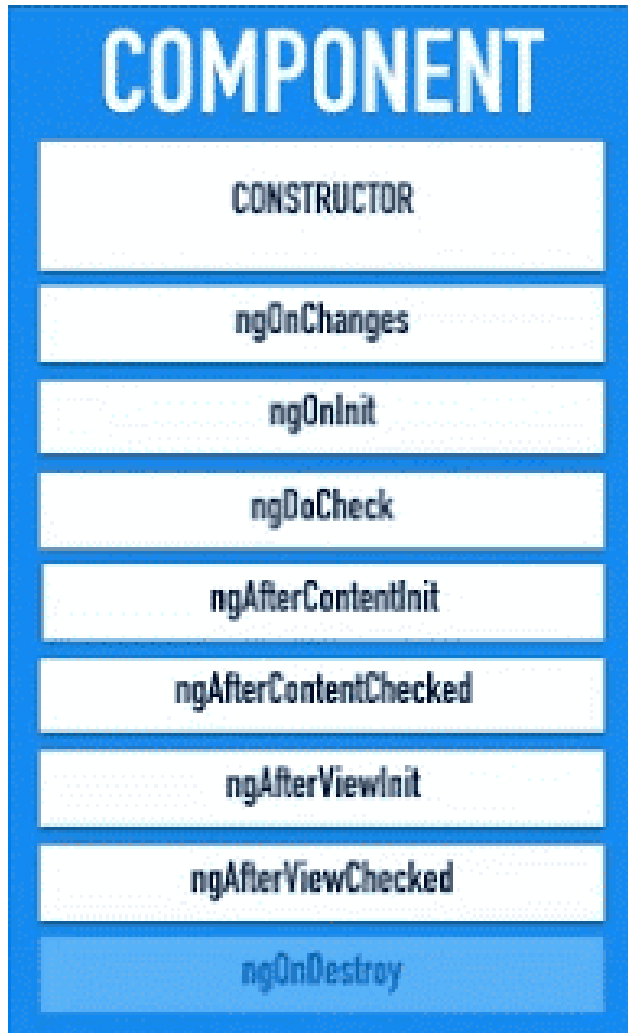 COMPONENT
CONSTRUCTOR
ngOnChanges
ngOnInit
ngDoCheck
ngAfterContentInit
ngAfterContentChecked
ngAfterViewInit
ngAfterViewChecked
ngOnDestroy